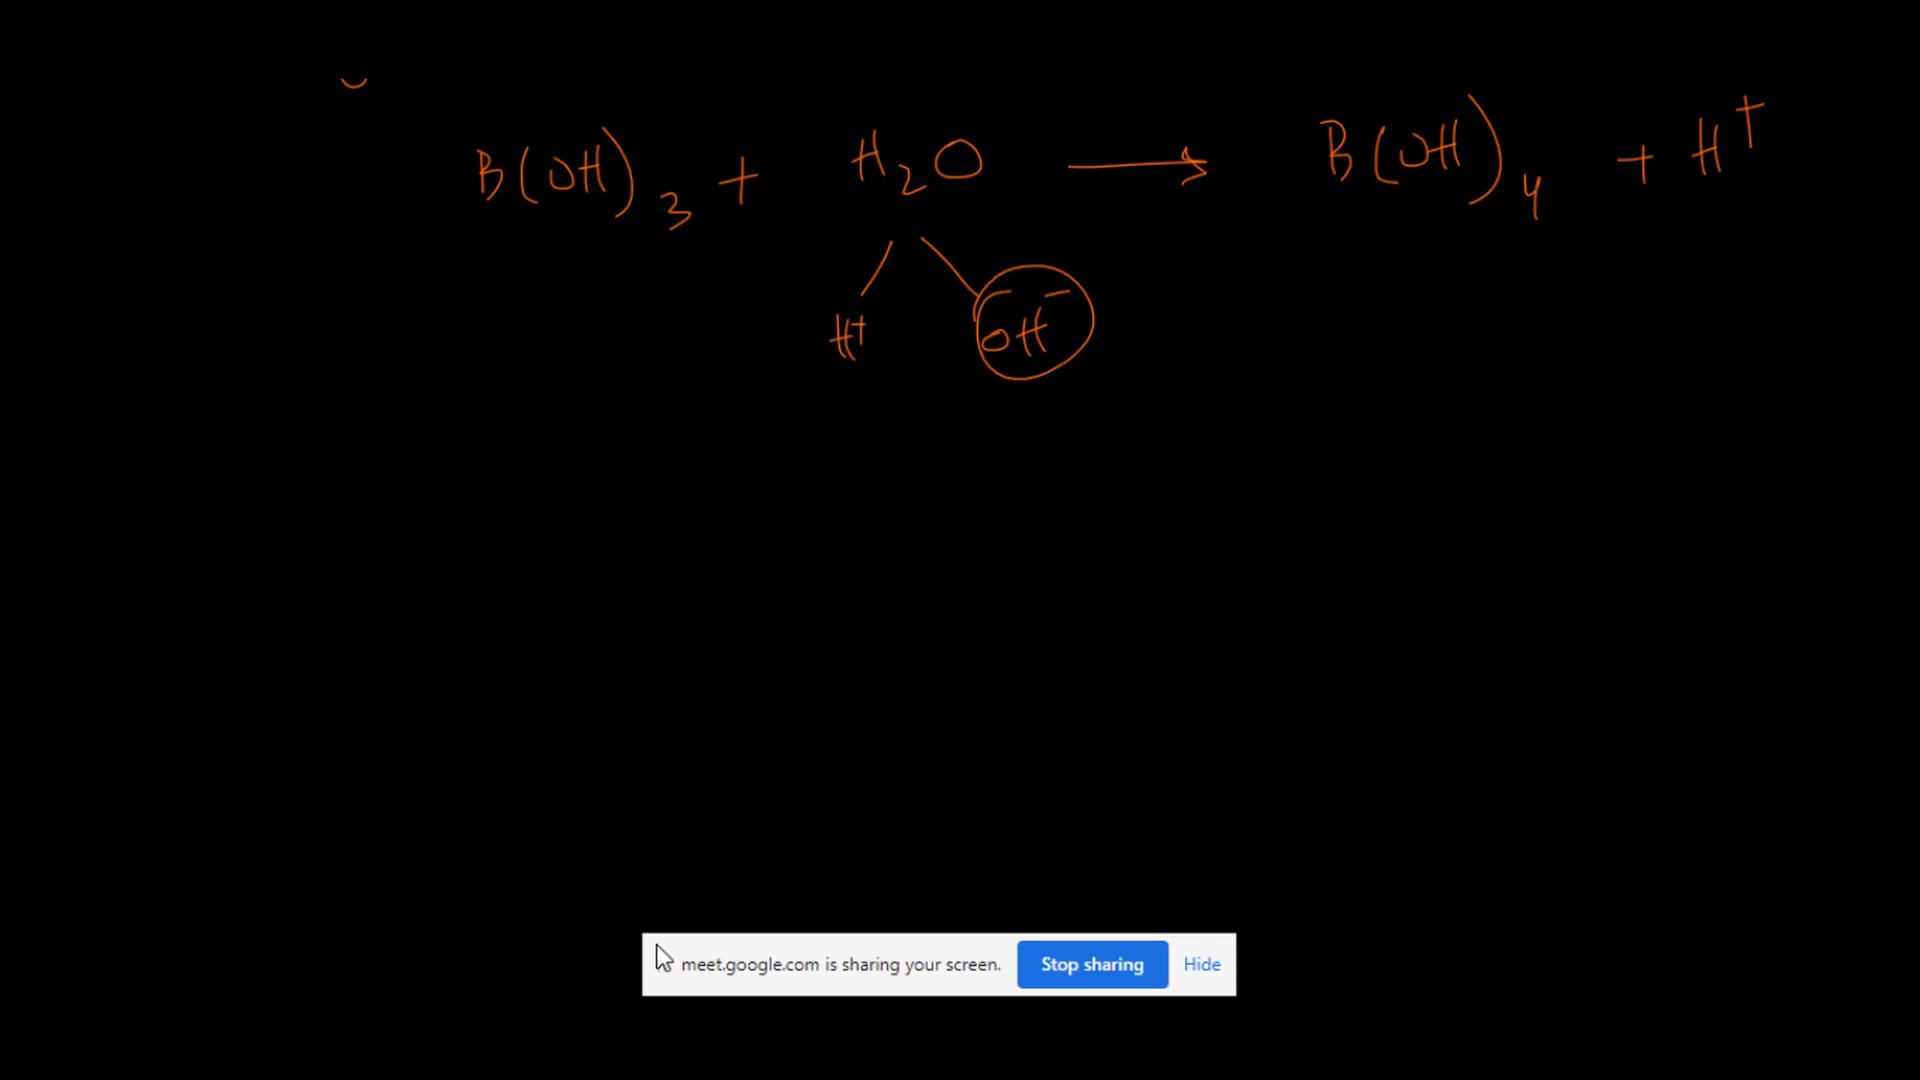 B(OH)₃ + H₂O → B(OH)₄ + H⁺
H⁺ OH⁻
meet.google.com is sharing your screen. Stop sharing Hide